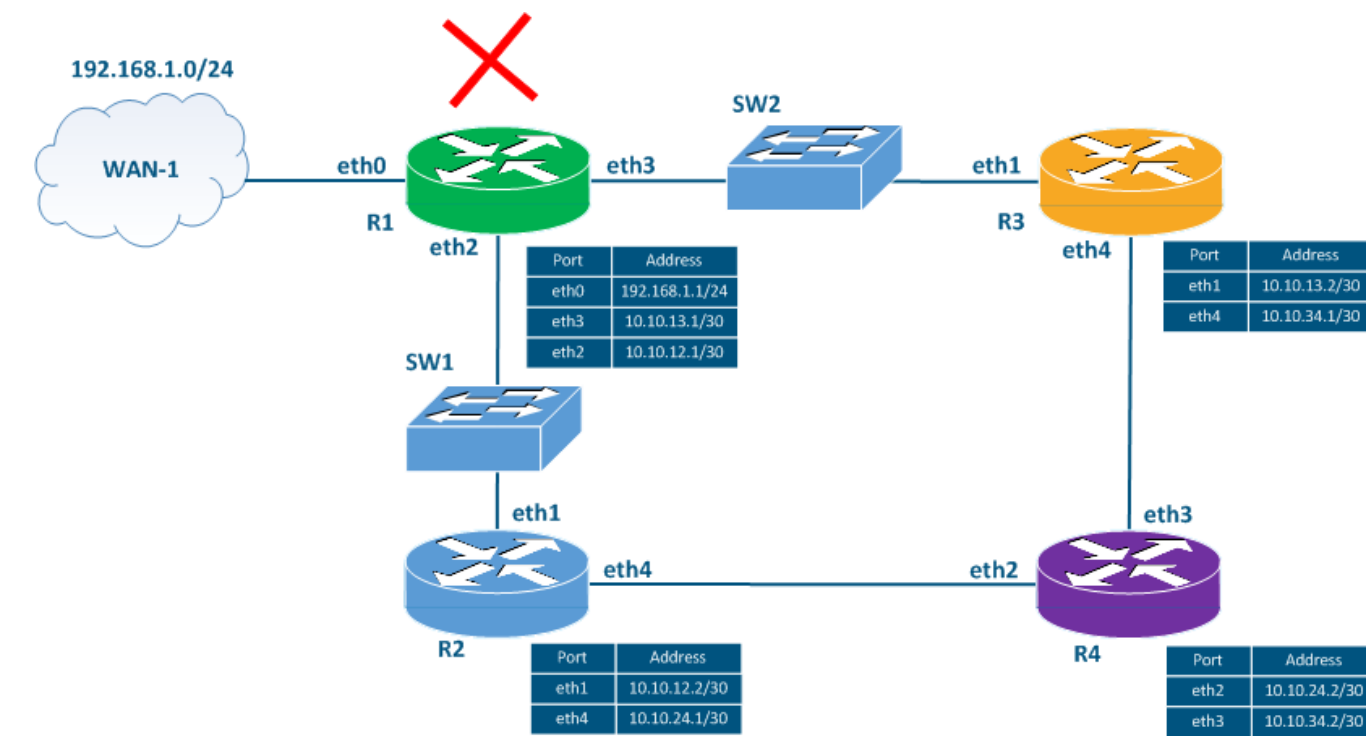 192.168.1.0/24
WAN-1
eth0
R1
eth3
eth2
SW2
eth1
R3
eth4
Port Address
eth0 192.168.1.1/24
eth3 10.10.13.1/30
eth2 10.10.12.1/30
Port Address
eth1 10.10.13.2/30
eth4 10.10.34.1/30
SW1
eth1
R2
eth4
eth2
eth3
R4
Port Address
eth1 10.10.12.2/30
eth4 10.10.24.1/30
Port Address
eth2 10.10.24.2/30
eth3 10.10.34.2/30